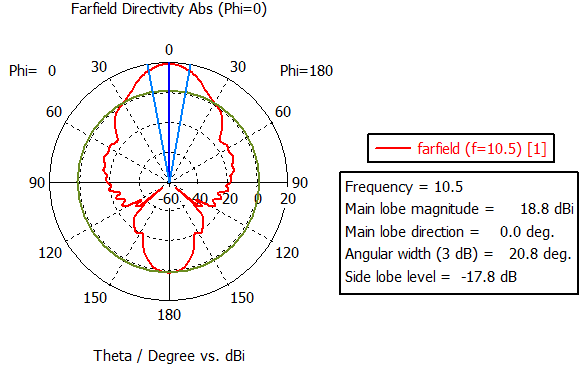 Farfield Directivity Abs (Phi=0)
0
Phi= 0
30
30
Phi=180
60
60
90
-60
-40
-20
0
20
90
120
120
150
150
180
Theta / Degree vs. dBi
farfield (f=10.5) [1]
Frequency = 10.5
Main lobe magnitude = 18.8 dBi
Main lobe direction = 0.0 deg.
Angular width (3 dB) = 20.8 deg.
Side lobe level = -17.8 dB